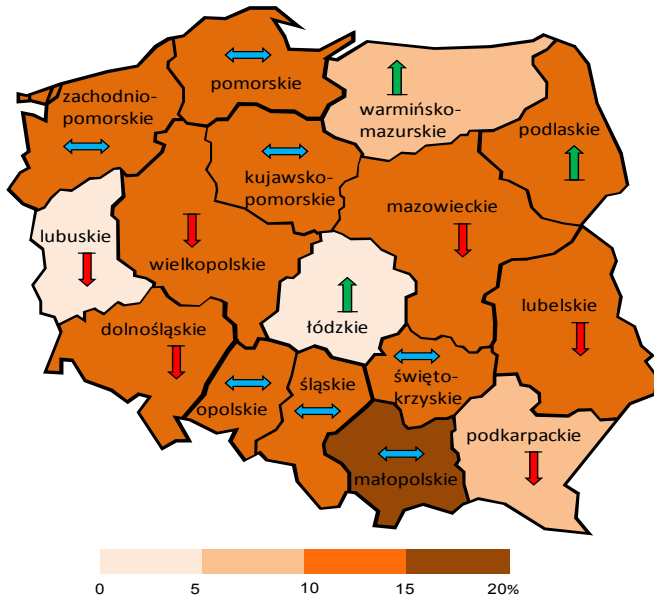 pomorskie
zachodnio-
pomorskie
warmińsko-
mazurskie
podlaskie
kujawsko-
pomorskie
mazowieckie
lubuskie
wielkopolskie
łódzkie
lubelskie
dolnośląskie
opolskie
śląskie
święto-
krzyskie
podkarpackie
małopolskie
0 5 10 15 20%